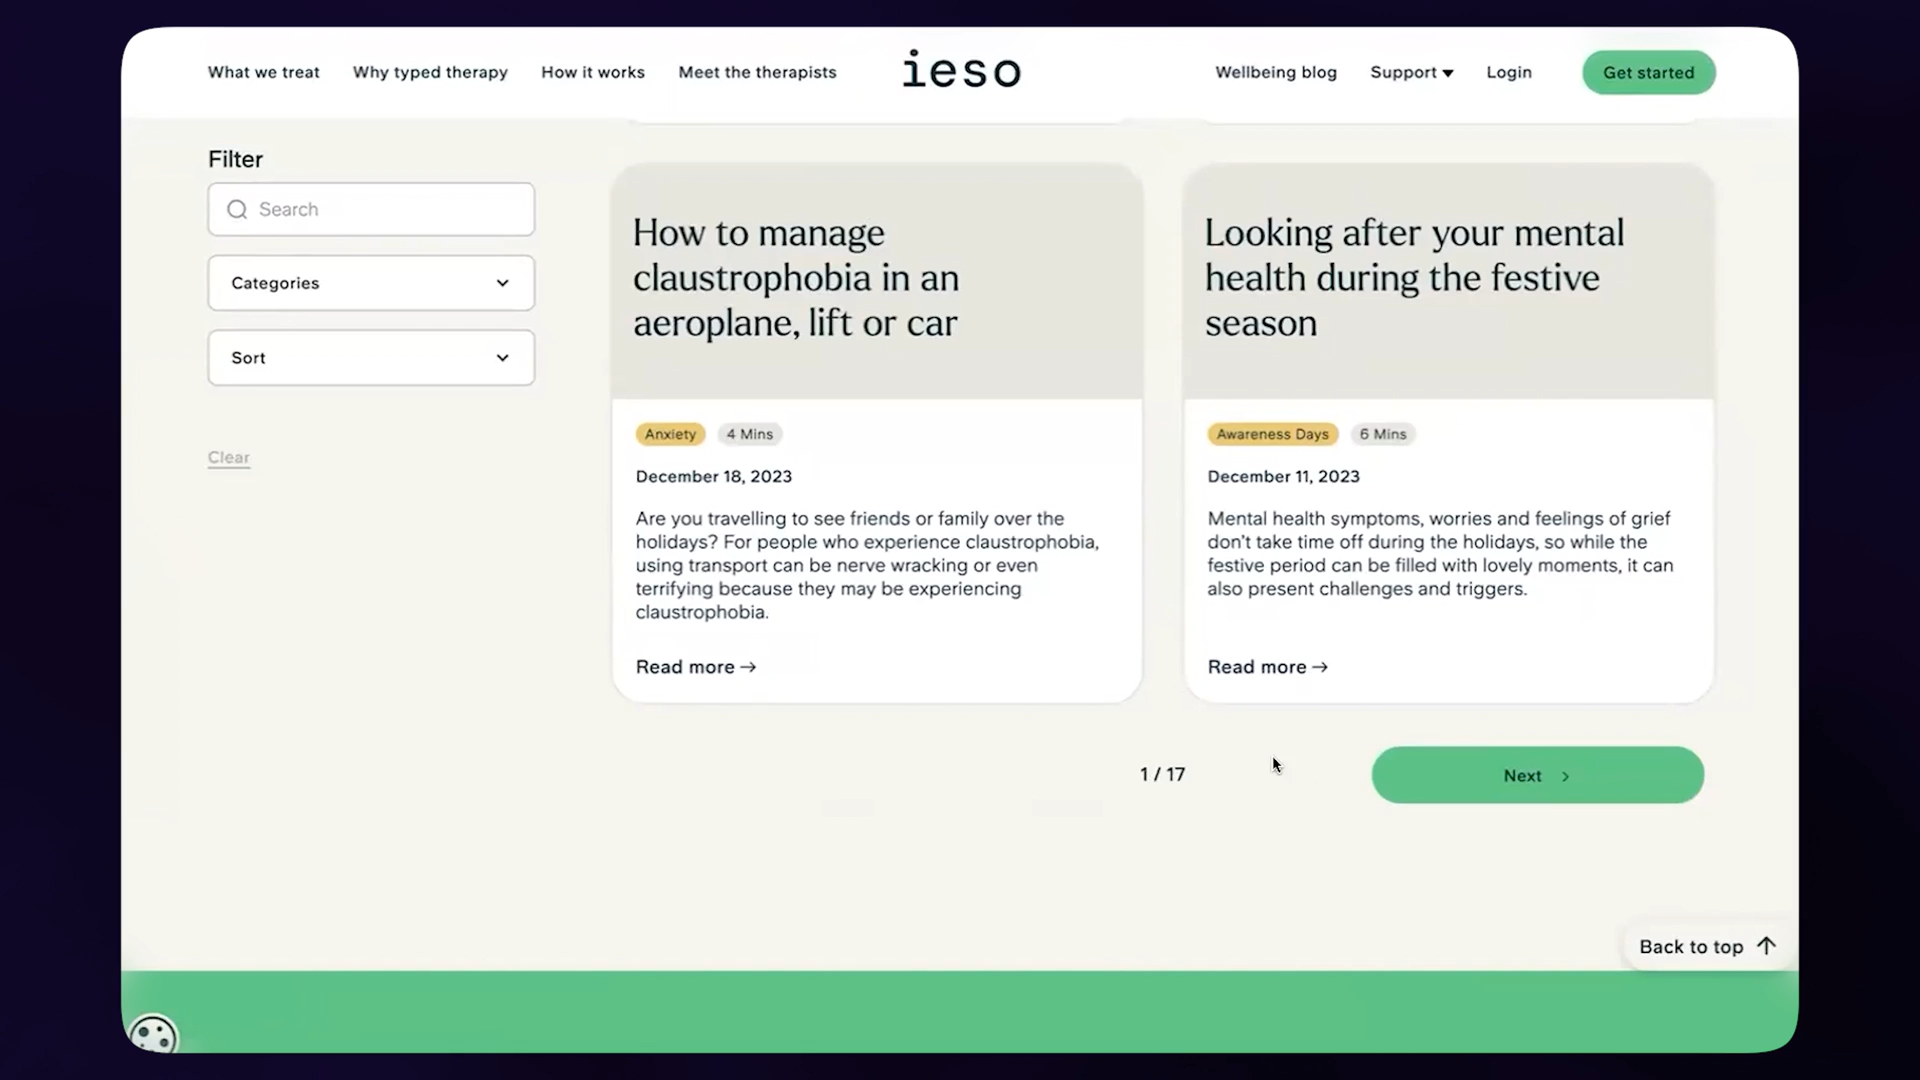 What we treat
Why typed therapy
How it works
Meet the therapists
ieso
Wellbeing blog
Support
Login
Get started
Filter
Search
Categories
Sort
Clear
How to manage
claustrophobia in an
aeroplane, lift or car
Anxiety
4 Mins
December 18, 2023
Are you travelling to see friends or family over the
holidays? For people who experience claustrophobia,
using transport can be nerve wracking or even
terrifying because they may be experiencing
claustrophobia.
Read more →
Looking after your mental
health during the festive
season
Awareness Days
6 Mins
December 11, 2023
Mental health symptoms, worries and feelings of grief
don't take time off during the holidays, so while the
festive period can be filled with lovely moments, it can
also present challenges and triggers.
Read more →
1 / 17
Next >
Back to top ↑